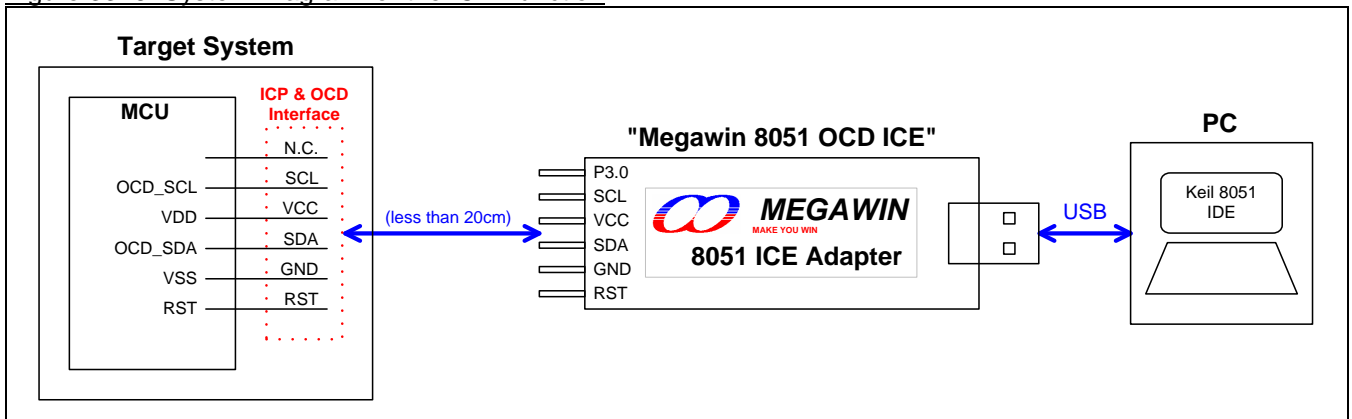 Target System
MCU
ICP & OCD
Interface
N.C.
OCD_SCL
SCL
VDD
VCC
OCD_SDA
SDA
VSS
GND
RST
RST
(less than 20cm)
"Megawin 8051 OCD ICE"
P3.0
SCL
VCC
SDA
GND
RST
MEGAWIN
MAKE YOU WIN
8051 ICE Adapter
USB
PC
Keil 8051
IDE